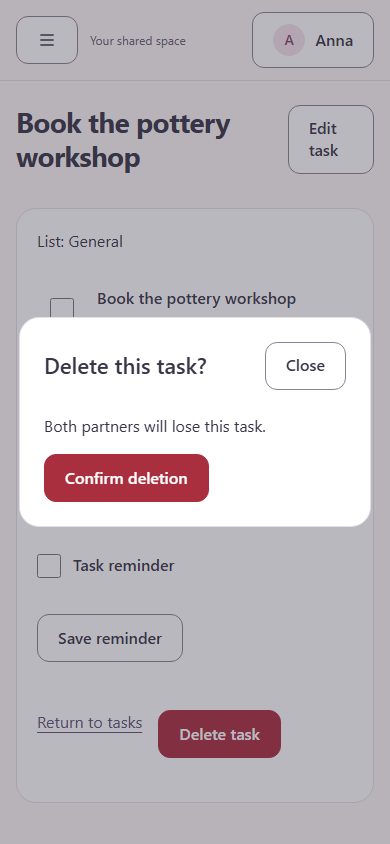 Your shared space
A
Anna
Book the pottery
workshop
Edit
task
List: General
Book the pottery workshop
Delete this task?
Close
Both partners will lose this task.
Confirm deletion
Task reminder
Save reminder
Return to tasks
Delete task